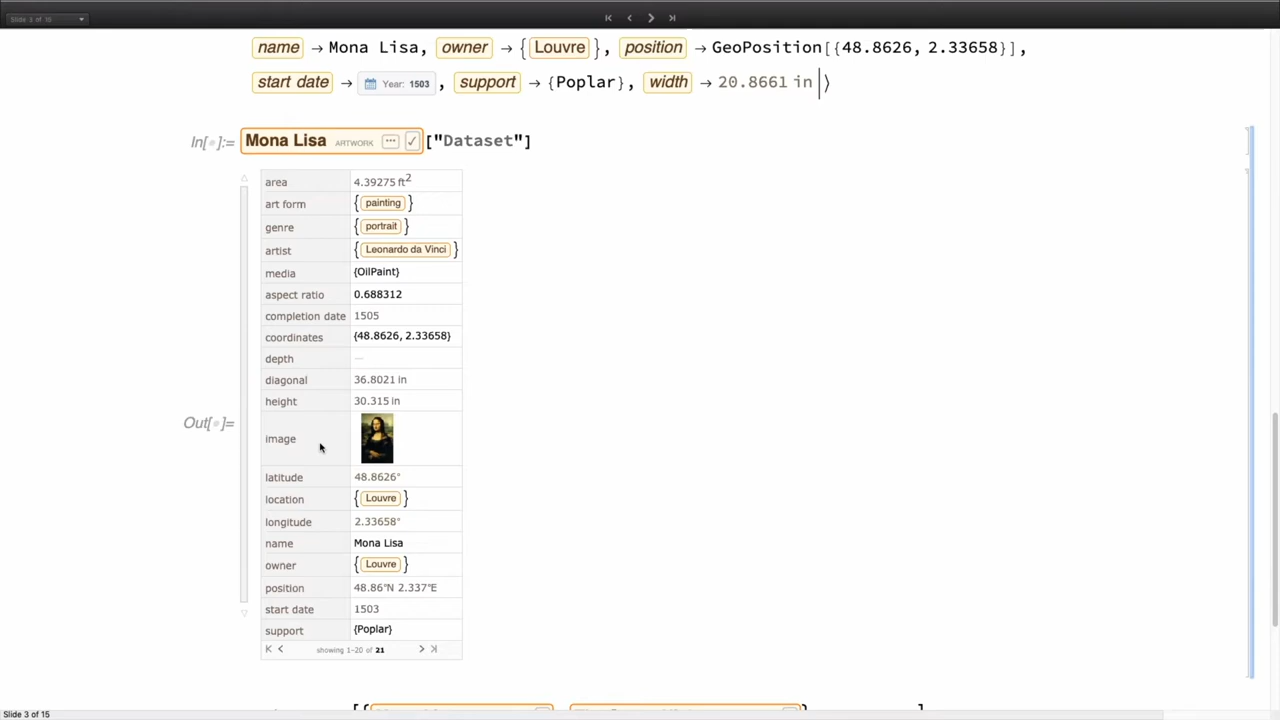 Slide 3 of 15
name → Mona Lisa, owner → {Louvre}, position → GeoPosition[{48.8626, 2.33658}],
start date → Year: 1503, support → {Poplar}, width → 20.8661 in ⟩
In[∘]:= Mona Lisa ARTWORK ... ✓ ["Dataset"]
Out[∘]=
area 4.39275 ft²
art form {painting}
genre {portrait}
artist {Leonardo da Vinci}
media {OilPaint}
aspect ratio 0.688312
completion date 1505
coordinates {48.8626, 2.33658}
depth —
diagonal 36.8021 in
height 30.315 in
image
latitude 48.8626°
location {Louvre}
longitude 2.33658°
name Mona Lisa
owner {Louvre}
position 48.86°N 2.337°E
start date 1503
support {Poplar}
showing 1–20 of 21
Slide 3 of 15